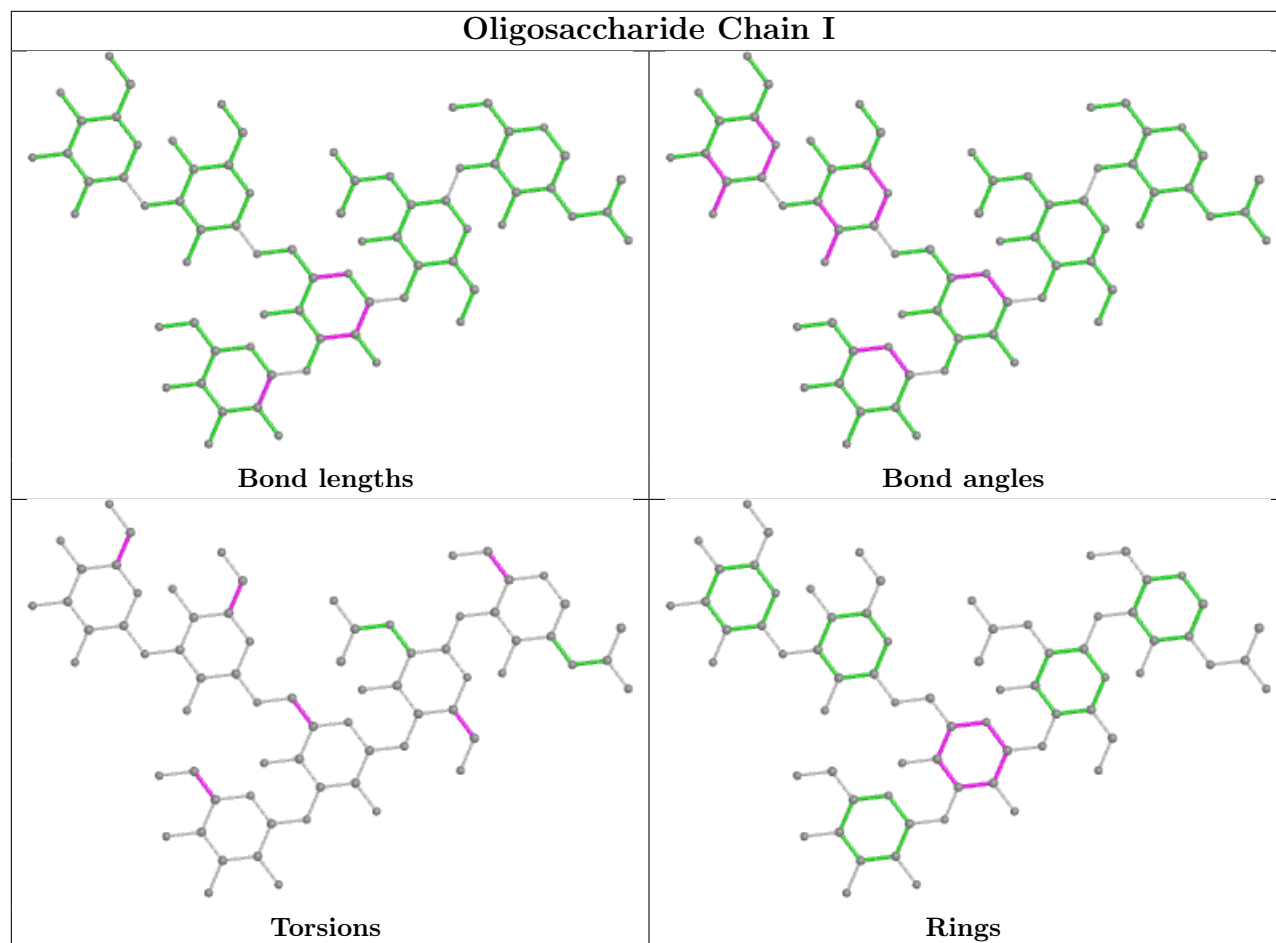 Oligosaccharide Chain I
Bond lengths
Bond angles
Torsions
Rings